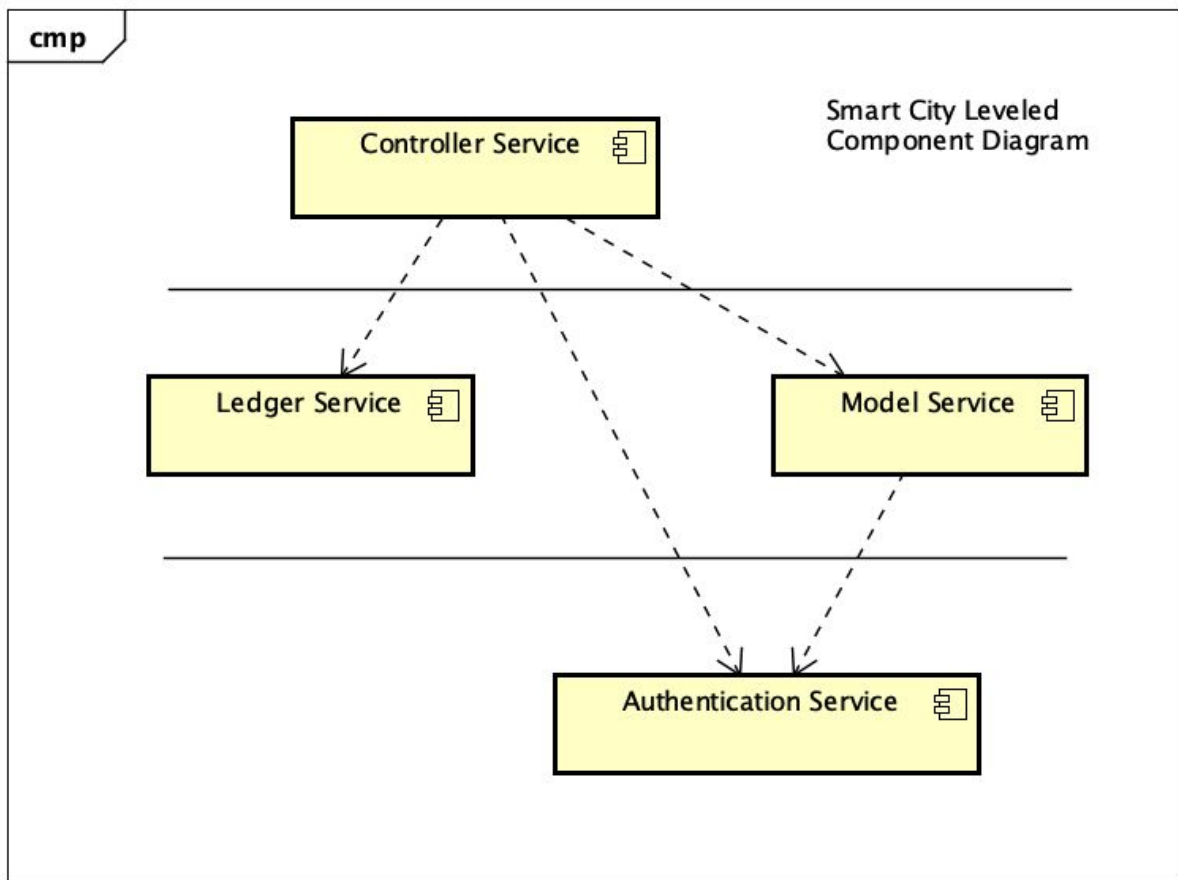 cmp
Smart City Leveled
Component Diagram
Controller Service
Ledger Service
Model Service
Authentication Service